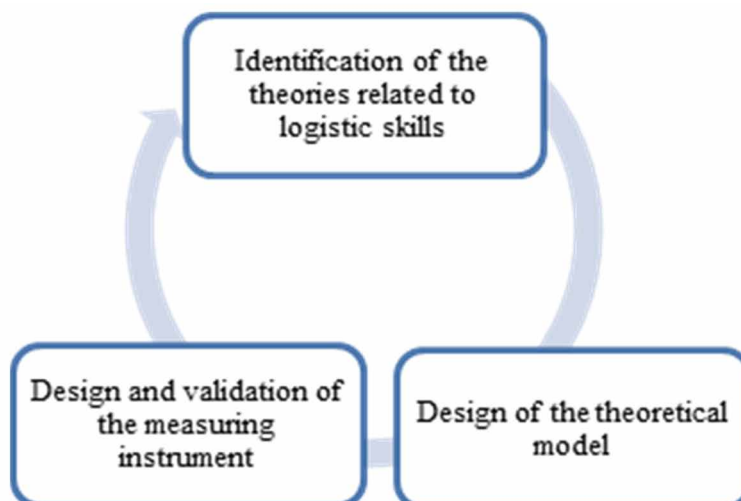 Identification of the
theories related to
logistic skills
Design and validation of
the measuring
instrument
Design of the theoretical
model